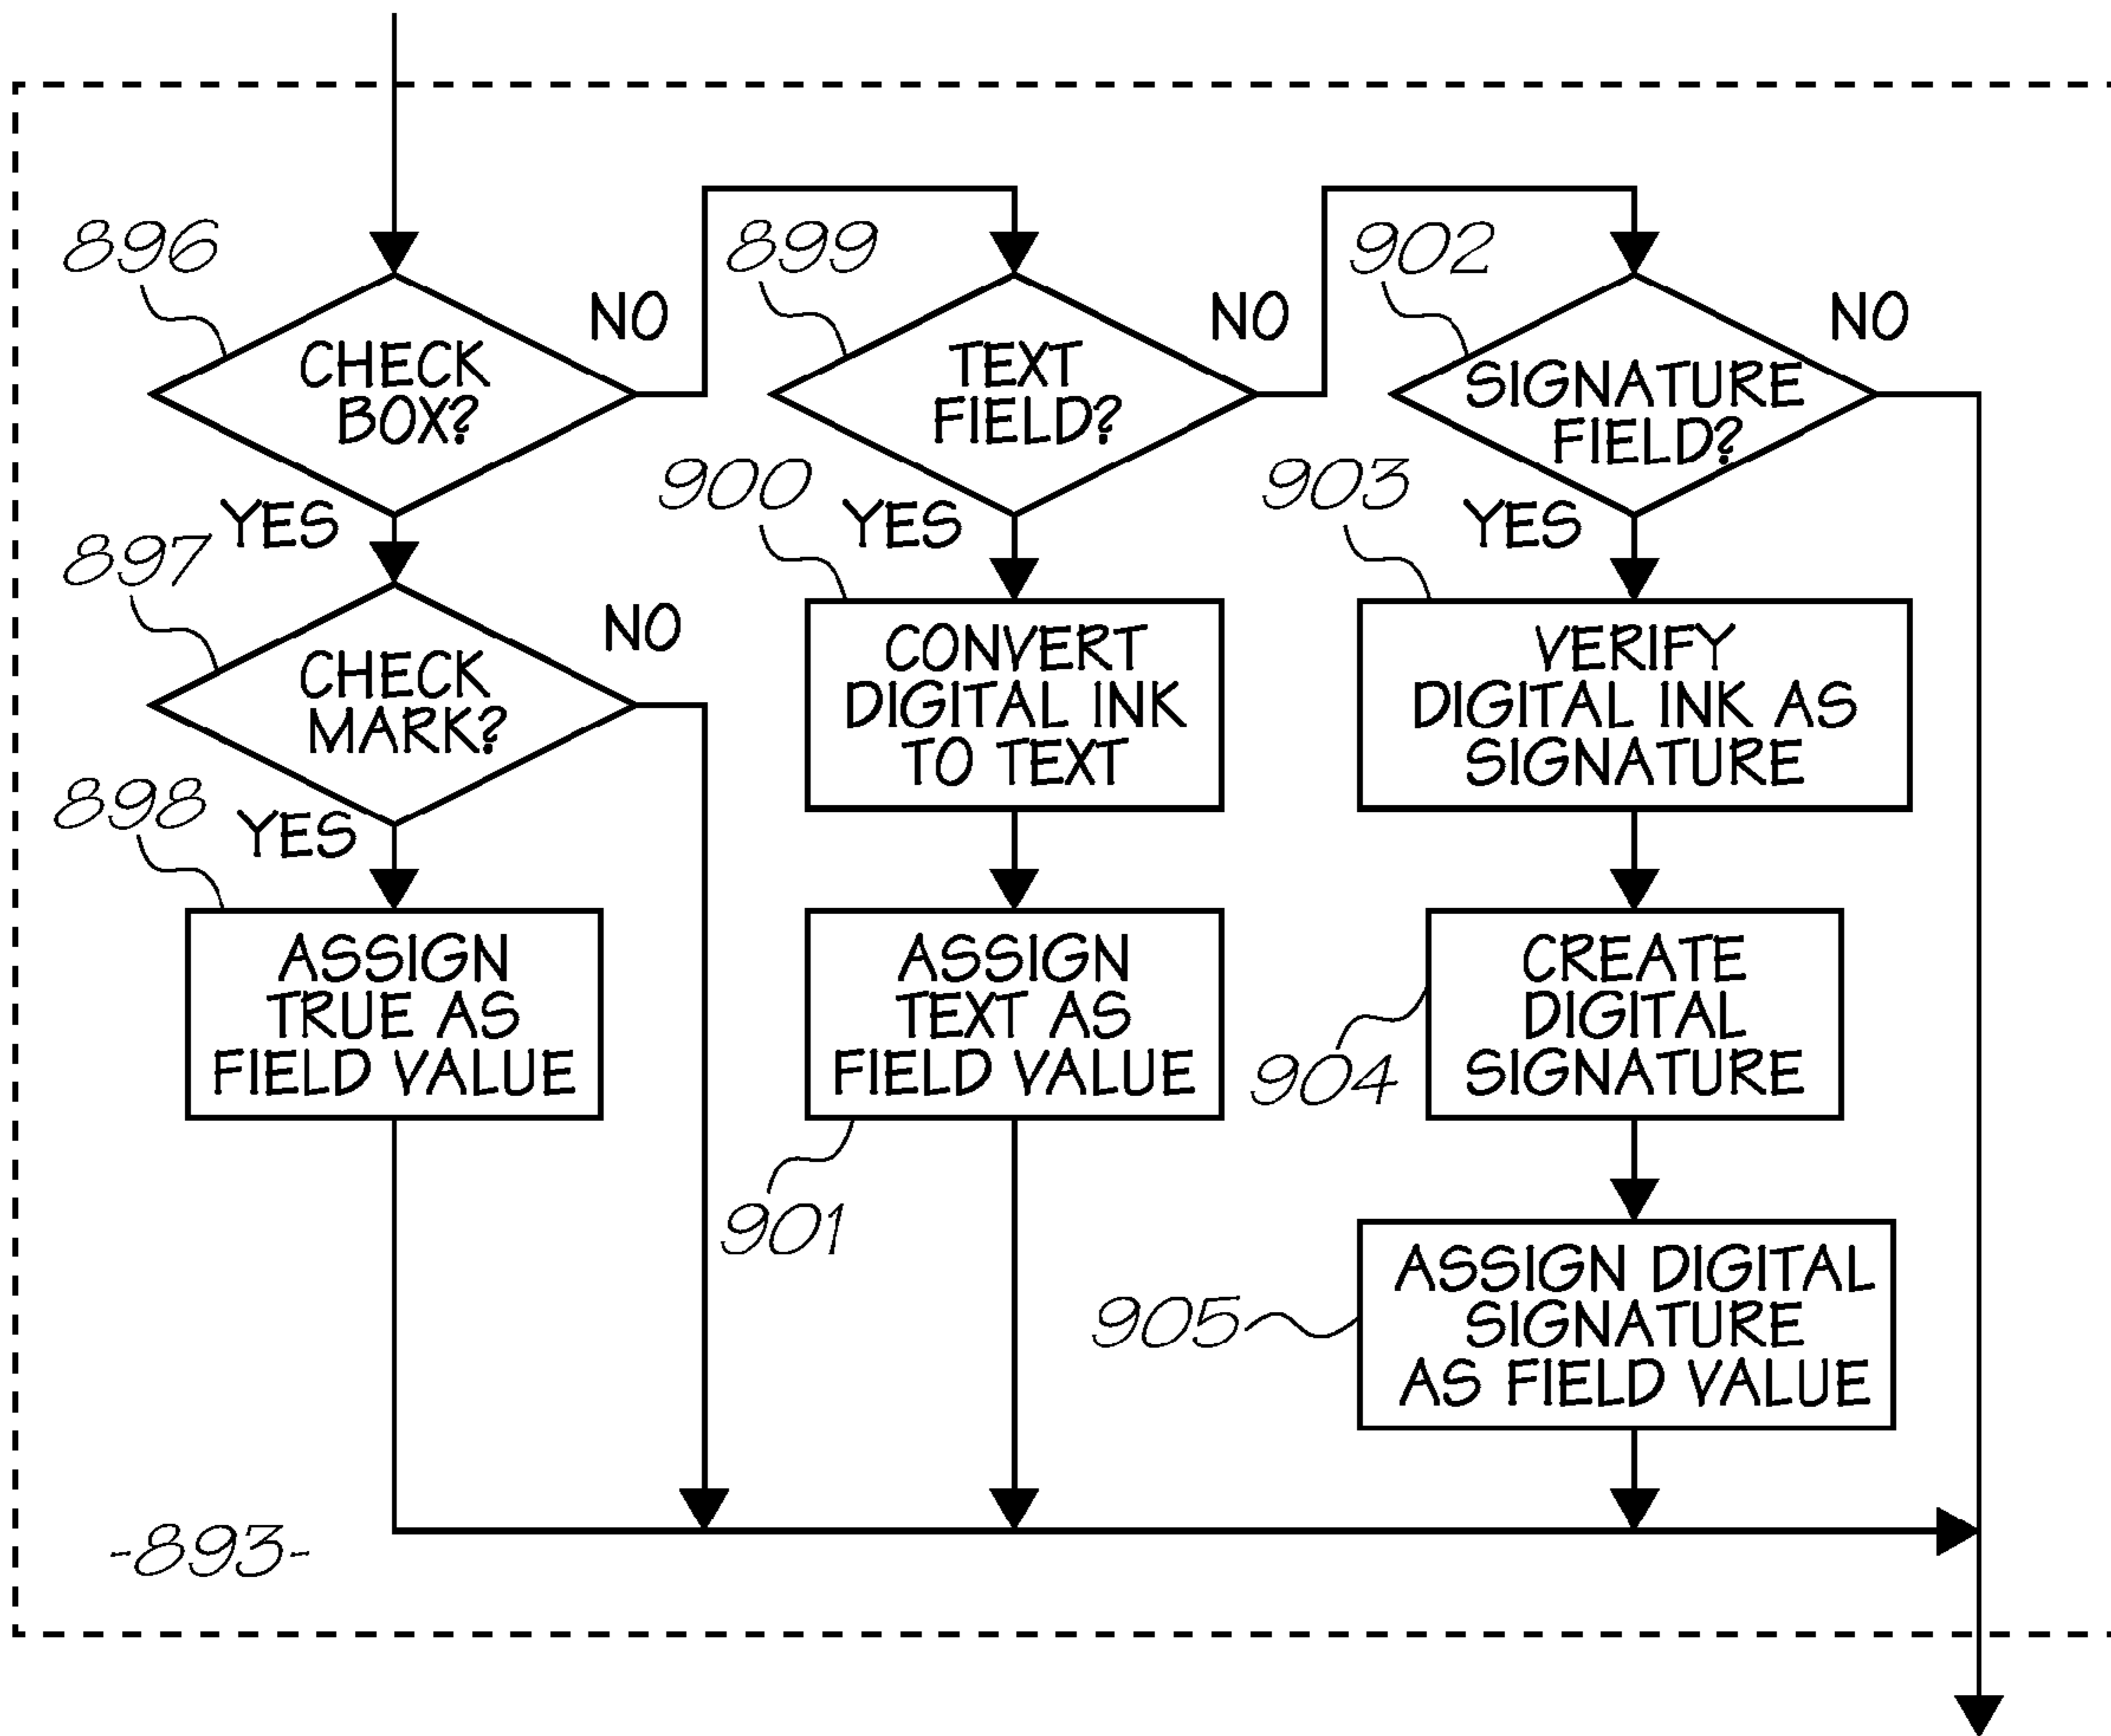 896
CHECK
BOX?
NO
YES
897
CHECK
MARK?
NO
898
YES
ASSIGN
TRUE AS
FIELD VALUE
899
TEXT
FIELD?
NO
900
YES
CONVERT
DIGITAL INK
TO TEXT
ASSIGN
TEXT AS
FIELD VALUE
901
902
SIGNATURE
FIELD?
NO
903
YES
VERIFY
DIGITAL INK AS
SIGNATURE
CREATE
DIGITAL
SIGNATURE
904
ASSIGN DIGITAL
SIGNATURE
AS FIELD VALUE
905
-893-